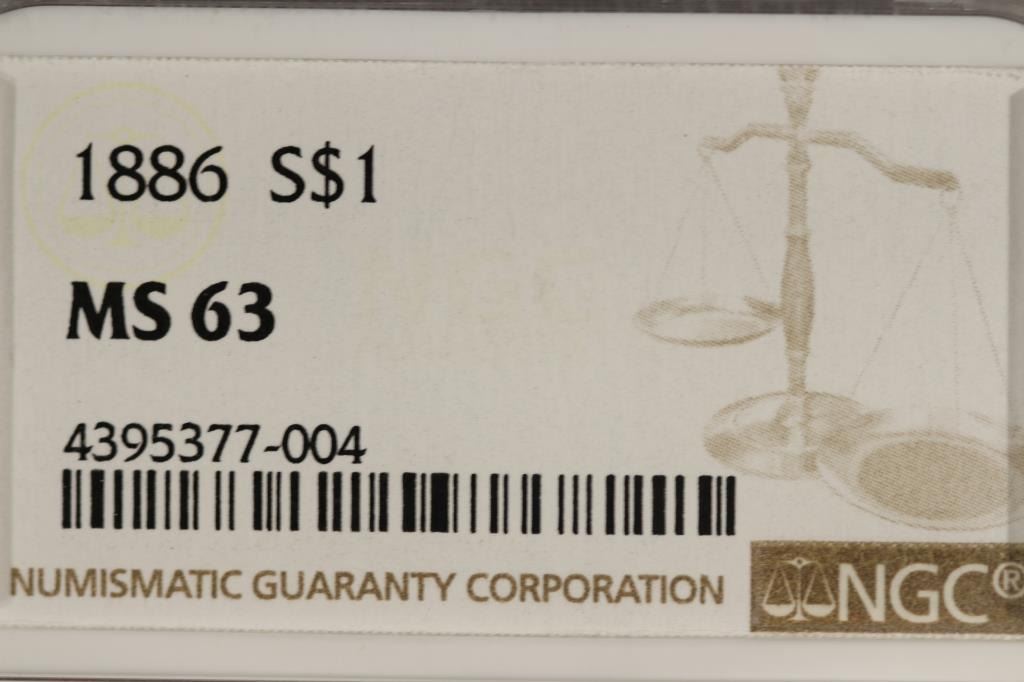 1886 S$1
MS 63
4395377-004
NUMISMATIC GUARANTY CORPORATION
NGC®